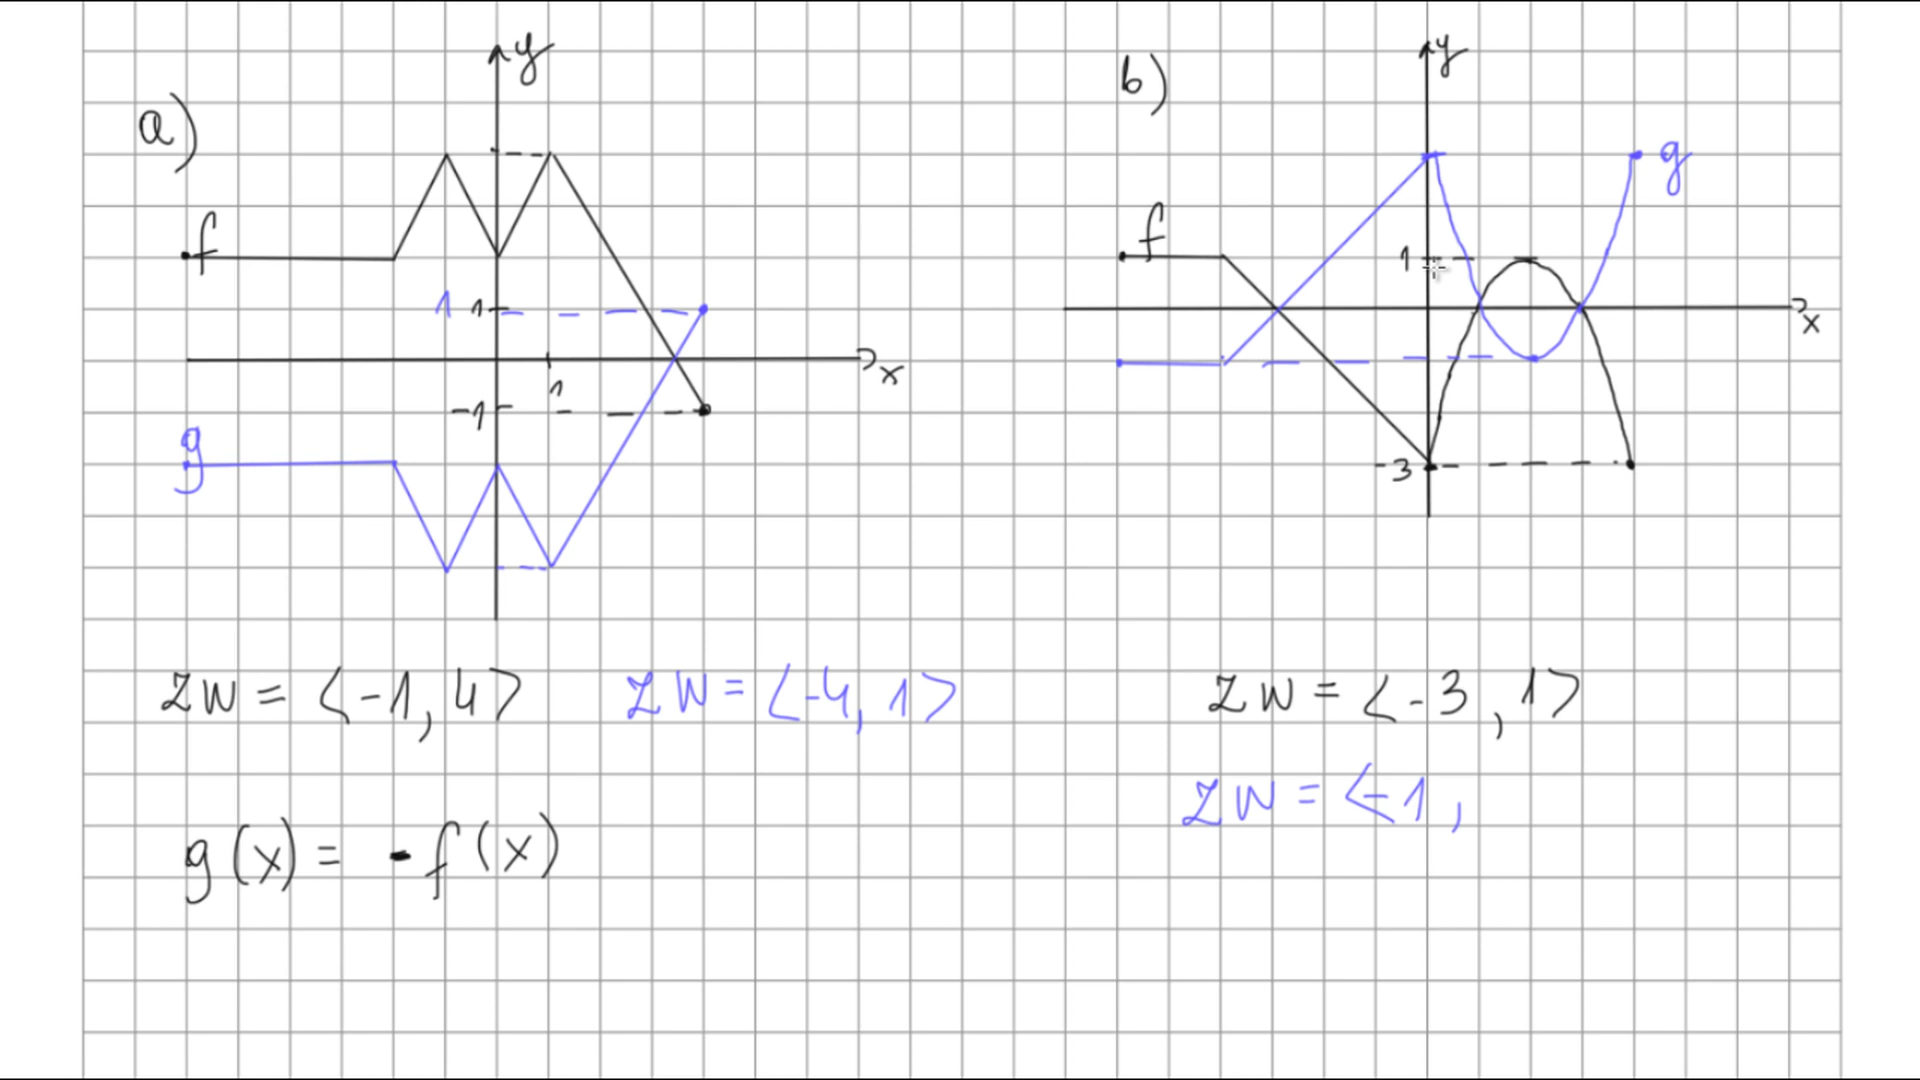 a)
y
f
1
1
x
1
-1
g
ZW = <-1, 4>
ZW = <-4, 1>
g(x) = -f(x)
b)
y
g
f
1
x
-3
ZW = <-3, 1>
ZW = <-1,